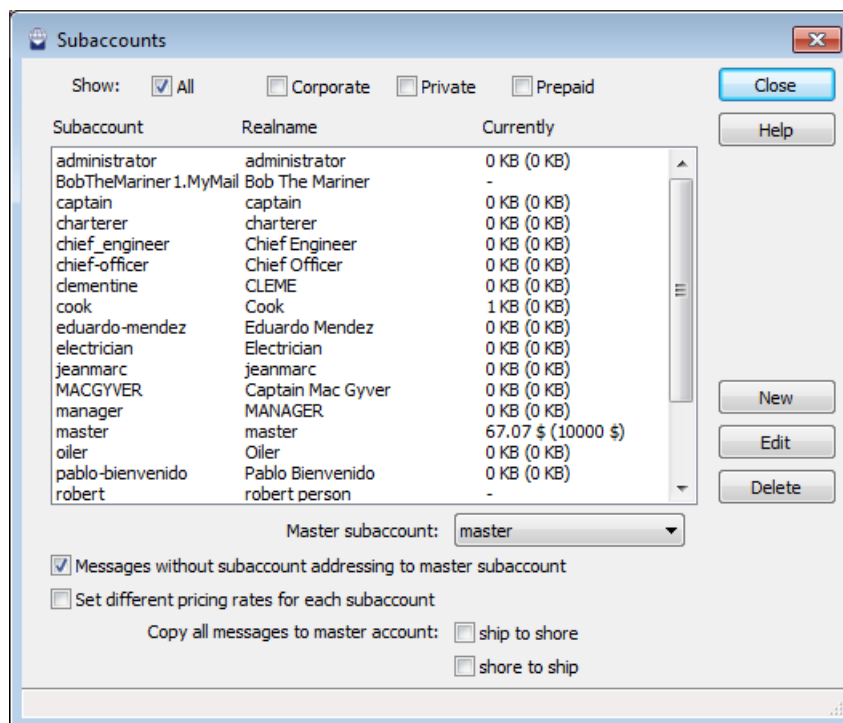 Subaccounts
Show: All Corporate Private Prepaid Close
Subaccount Realname Currently Help
administrator administrator 0 KB (0 KB)
BobTheMariner1.MyMail Bob The Mariner -
captain captain 0 KB (0 KB)
charterer charterer 0 KB (0 KB)
chief_engineer Chief Engineer 0 KB (0 KB)
chief-officer Chief Officer 0 KB (0 KB)
clementine CLEME 0 KB (0 KB)
cook Cook 1 KB (0 KB)
eduardo-mendez Eduardo Mendez 0 KB (0 KB)
electrician Electrician 0 KB (0 KB)
jeanmarc jeanmarc 0 KB (0 KB)
MACGYVER Captain Mac Gyver 0 KB (0 KB)
manager MANAGER 0 KB (0 KB) New
master master 67.07 $ (10000 $)
oiler Oiler 0 KB (0 KB) Edit
pablo-bienvenido Pablo Bienvenido 0 KB (0 KB)
robert robert person - Delete
Master subaccount: master
Messages without subaccount addressing to master subaccount
Set different pricing rates for each subaccount
Copy all messages to master account: ship to shore
shore to ship